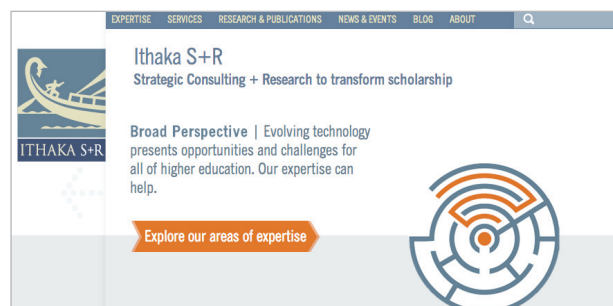 EXPERTISE SERVICES RESEARCH & PUBLICATIONS NEWS & EVENTS BLOG ABOUT
Ithaka S+R
Strategic Consulting + Research to transform scholarship
ITHAKA S+R
Broad Perspective | Evolving technology
presents opportunities and challenges for
all of higher education. Our expertise can
help.
Explore our areas of expertise